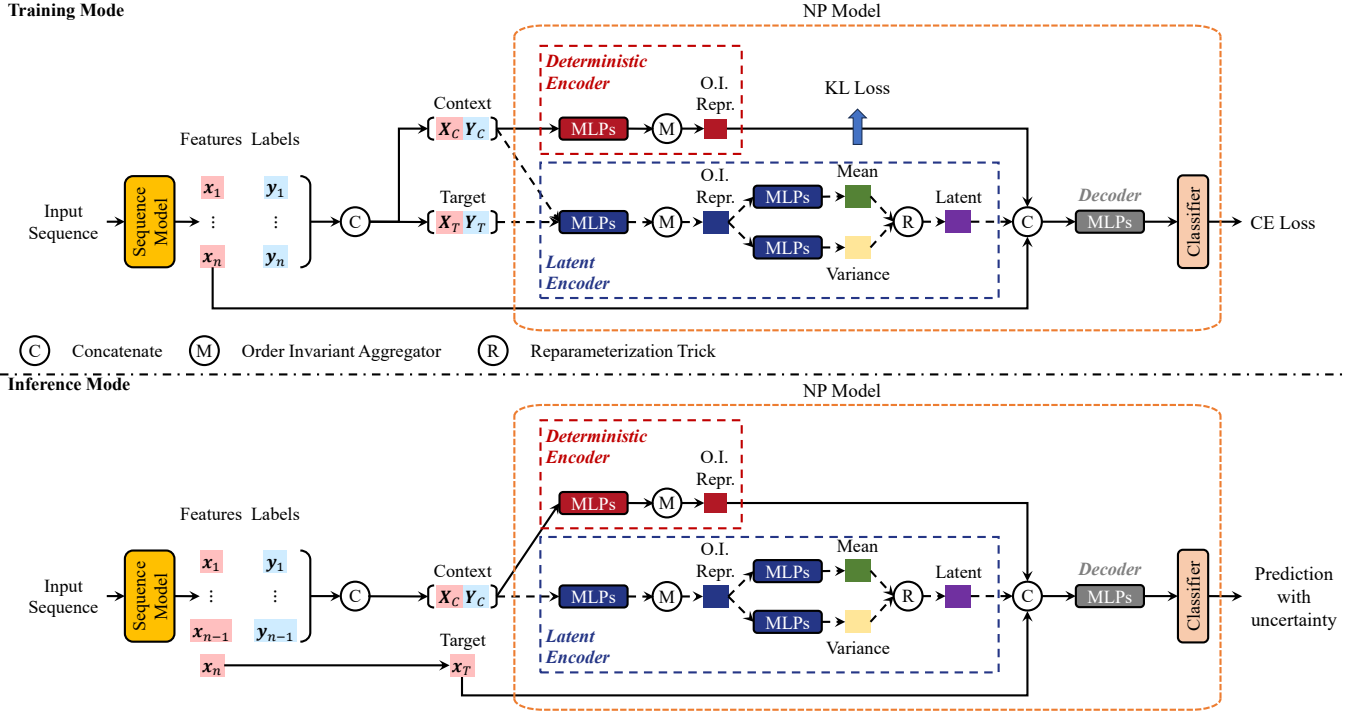 Training Mode
NP Model
Deterministic
Encoder
O.I.
Repr.
KL Loss
Context
X_C Y_C
MLPs
M
Features
Labels
x_1
y_1
⋮
⋮
x_n
y_n
Input
Sequence
Sequence
Model
C
Target
X_T Y_T
O.I.
Repr.
MLPs
M
MLPs
MLPs
Mean
Variance
R
Latent
Latent
Encoder
C
Decoder
MLPs
Classifier
CE Loss
C Concatenate
M Order Invariant Aggregator
R Reparameterization Trick
Inference Mode
NP Model
Deterministic
Encoder
O.I.
Repr.
MLPs
M
Features
Labels
x_1
y_1
⋮
⋮
x_{n-1}
y_{n-1}
x_n
Input
Sequence
Sequence
Model
C
Context
X_C Y_C
Target
x_T
O.I.
Repr.
MLPs
M
MLPs
MLPs
Mean
Variance
R
Latent
Latent
Encoder
C
Decoder
MLPs
Classifier
Prediction
with
uncertainty